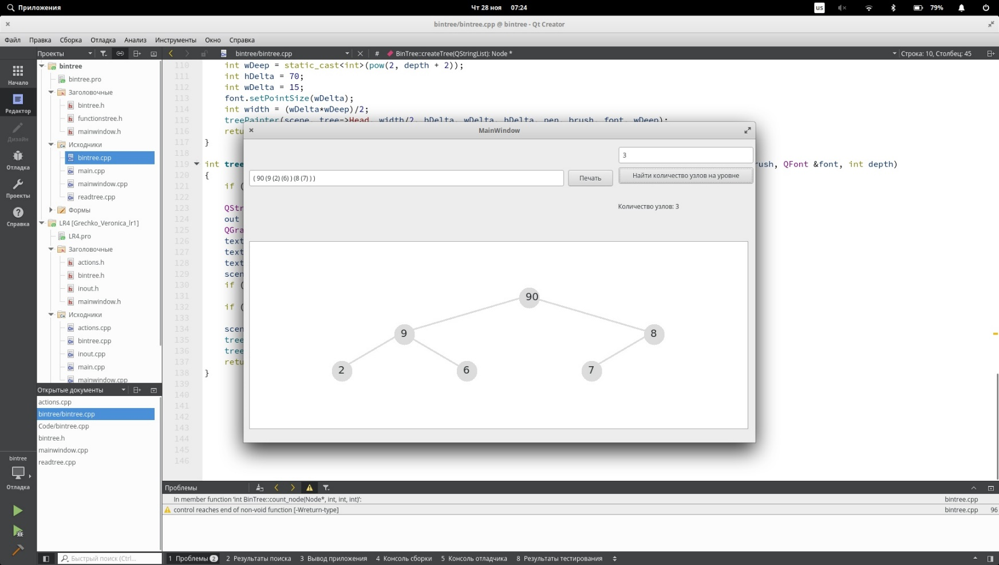 Приложения
Чт 28 ноя 07:24
us
79%
bintree/bintree.cpp @ bintree - Qt Creator
Файл Правка Сборка Отладка Анализ Инструменты Окно Справка
Проекты
bintree/bintree.cpp
#
BinTree::createTree(QStringList): Node *
Строка: 10, Столбец: 45
Начало
Редактор
Дизайн
Отладка
Проекты
Справка
bintree
Отладка
bintree
bintree.pro
Заголовочные
bintree.h
functionstree.h
mainwindow.h
Исходники
bintree.cpp
main.cpp
mainwindow.cpp
readtree.cpp
Формы
LR4 [Grechko_Veronica_lr1]
LR4.pro
Заголовочные
actions.h
bintree.h
inout.h
mainwindow.h
Исходники
actions.cpp
bintree.cpp
inout.cpp
main.cpp
mainwindow.cpp
Открытые документы
actions.cpp
bintree/bintree.cpp
Code/bintree.cpp
bintree.h
mainwindow.cpp
readtree.cpp
Быстрый поиск (Ctrl...
110 int wDeep = static_cast<int>(pow(2, depth + 2));
111 int hDelta = 70;
112 int wDelta = 15;
113 font.setPointSize(wDelta);
114 int width = (wDelta*wDeep)/2;
115 treePainter(scene, tree->Head, width/2, hDelta, wDelta, hDelta, pen, brush, font, wDeep);
116 retu
117 }
118
119 int tree rush, QFont &font, int depth)
120 {
121 if (
122
123 QStr
124 out
125 QGra
126 text
127 text
128 text
129 scen
130 if (
131
132 if (
133
134 scen
135 tree
136 tree
137 retu
138 }
139
140
141
142
143
144
145
146
MainWindow
3
( 90 (9 (2) (6) ) (8 (7) ) )
Печать
Найти количество узлов на уровне
Количество узлов: 3
90
9
8
2
6
7
Проблемы
In member function 'int BinTree::count_node(Node*, int, int, int)': bintree.cpp
control reaches end of non-void function [-Wreturn-type] bintree.cpp 96
1 Проблемы 2
2 Результаты поиска
3 Вывод приложения
4 Консоль сборки
5 Консоль отладчика
8 Результаты тестирования